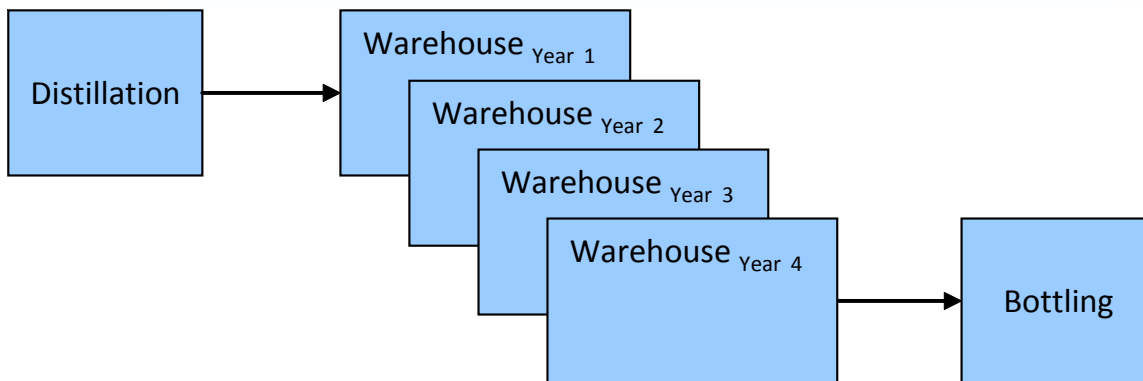 Distillation
Warehouse Year 1
Warehouse Year 2
Warehouse Year 3
Warehouse Year 4
Bottling